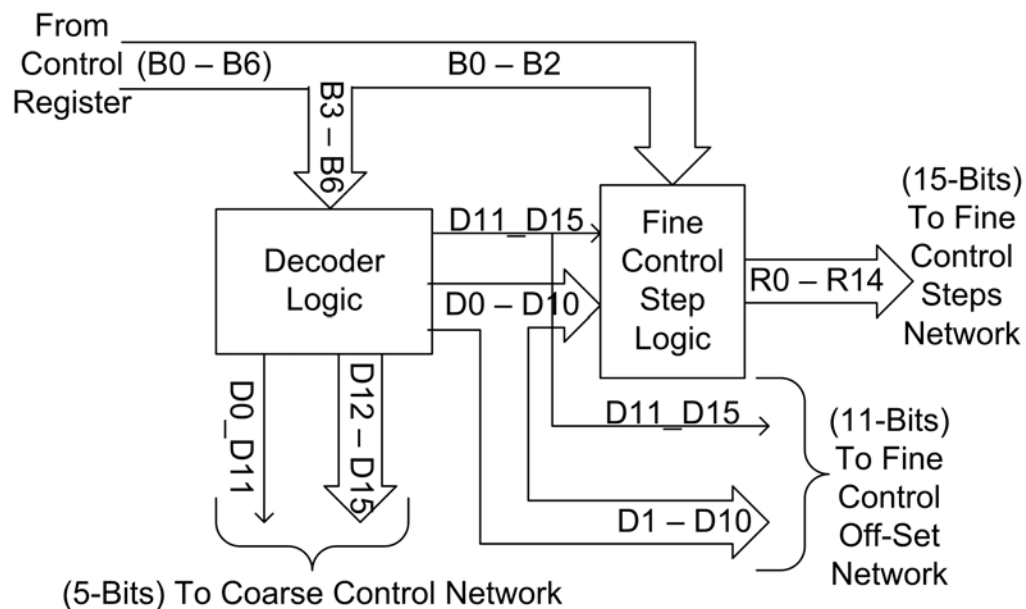 From
Control
Register
(B0 – B6)
B0 – B2
B3 – B6
Decoder
Logic
D11_D15
D0 – D10
Fine
Control
Step
Logic
R0 – R14
(15-Bits)
To Fine
Control
Steps
Network
D0_D11
D12 – D15
D11_D15
D1 – D10
(11-Bits)
To Fine
Control
Off-Set
Network
(5-Bits) To Coarse Control Network